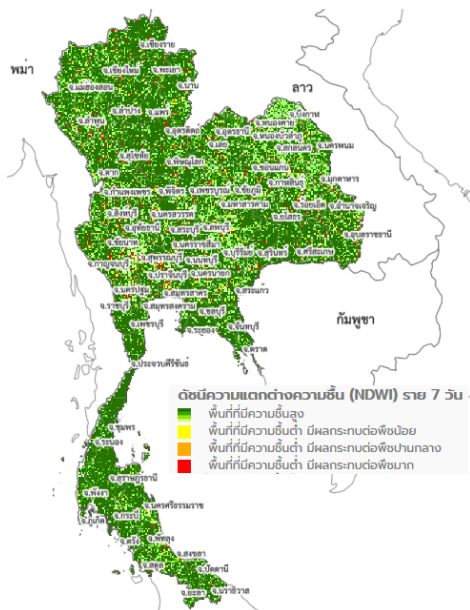 จ.เชียงราย
พม่า
จ.เชียงใหม่ จ.พะเยา
ลาว
จ.แม่ฮ่องสอน จ.น่าน
จ.ลำปาง จ.แพร่ จ.บึงกาฬ
จ.ลำพูน จ.หนองคาย
จ.อุตรดิตถ์ จ.อุดรธานี จ.หนองบัวลำภู
จ.เลย จ.สกลนคร จ.นครพนม
จ.สุโขทัย จ.พิษณุโลก จ.ขอนแก่น
จ.ตาก จ.กาฬสินธุ์ จ.มุกดาหาร
จ.กำแพงเพชร จ.พิจิตร จ.เพชรบูรณ์ จ.ชัยภูมิ
จ.มหาสารคาม จ.ร้อยเอ็ด จ.อำนาจเจริญ
จ.สิงห์บุรี จ.นครสวรรค์ จ.ยโสธร
จ.อุทัยธานี จ.สระบุรี จ.ลพบุรี จ.อุบลราชธานี
จ.ชัยนาท จ.นครราชสีมา จ.บุรีรัมย์ จ.สุรินทร์ จ.ศรีสะเกษ
จ.กาญจนบุรี จ.สุพรรณบุรี จ.นนทบุรี
จ.ปราจีนบุรี จ.นครนายก
จ.นครปฐม จ.สมุทรสาคร จ.สระแก้ว
จ.ราชบุรี จ.สมุทรสงคราม จ.ชลบุรี
จ.เพชรบุรี จ.ระยอง จ.จันทบุรี กัมพูชา
จ.ตราด
จ.ประจวบคีรีขันธ์
ดัชนีความแตกต่างความชื้น (NDWI) ราย 7 วัน
พื้นที่ที่มีความชื้นสูง
พื้นที่ที่มีความชื้นต่ำ มีผลกระทบต่อพืชน้อย
พื้นที่ที่มีความชื้นต่ำ มีผลกระทบต่อพืชปานกลาง
พื้นที่ที่มีความชื้นต่ำ มีผลกระทบต่อพืชมาก
จ.ชุมพร
จ.ระนอง
จ.สุราษฎร์ธานี
จ.พังงา
จ.นครศรีธรรมราช
จ.ภูเก็ต จ.กระบี่
จ.ตรัง จ.พัทลุง
จ.สงขลา
จ.สตูล จ.ปัตตานี
จ.ยะลา จ.นราธิวาส